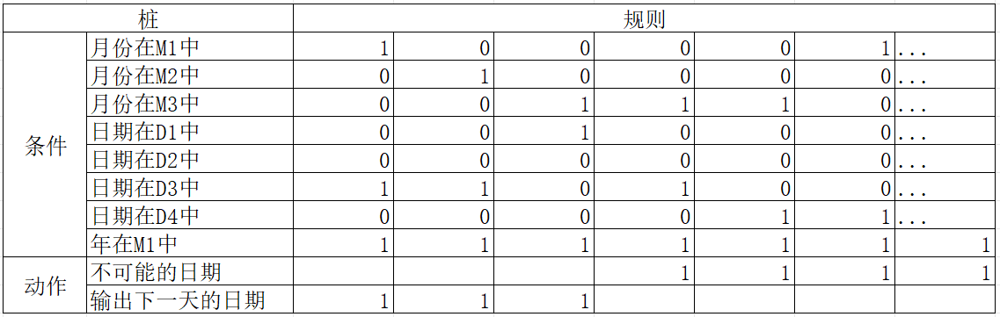 桩 规则
条件
月份在M1中 1 0 0 0 0 1 ...
月份在M2中 0 1 0 0 0 0 ...
月份在M3中 0 0 1 1 1 0 ...
日期在D1中 0 0 1 0 0 0 ...
日期在D2中 0 0 0 0 0 0 ...
日期在D3中 1 1 0 1 0 0 ...
日期在D4中 0 0 0 0 1 1 ...
年在M1中 1 1 1 1 1 1 1
动作
不可能的日期 1 1 1 1
输出下一天的日期 1 1 1